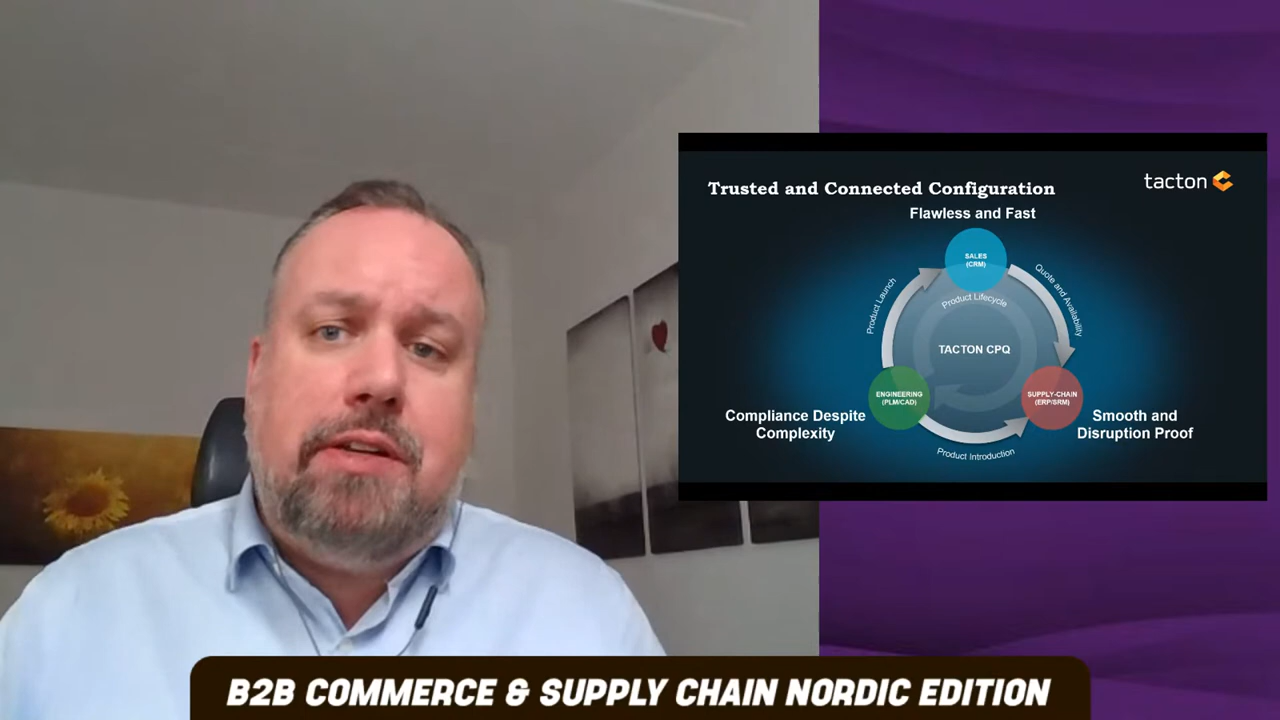 Trusted and Connected Configuration
tacton
Flawless and Fast
SALES
(CRM)
Product Launch
Quote and Availability
Product Lifecycle
TACTON CPQ
ENGINEERING
(PLM/CAD)
SUPPLY-CHAIN
(ERP/SRM)
Compliance Despite
Complexity
Smooth and
Disruption Proof
Product Introduction
B2B COMMERCE & SUPPLY CHAIN NORDIC EDITION